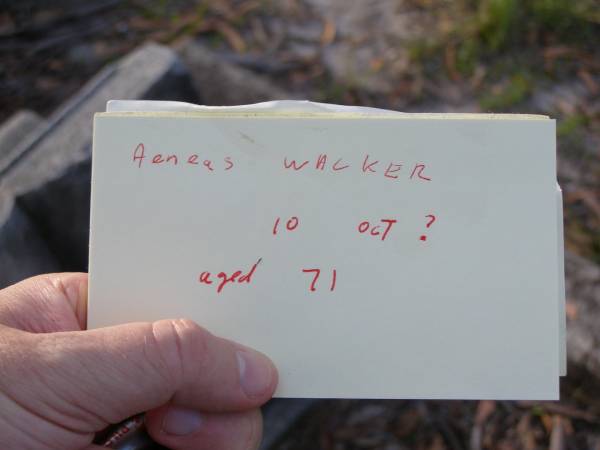 Aeneas WALKER
10 OCT ?
aged 71